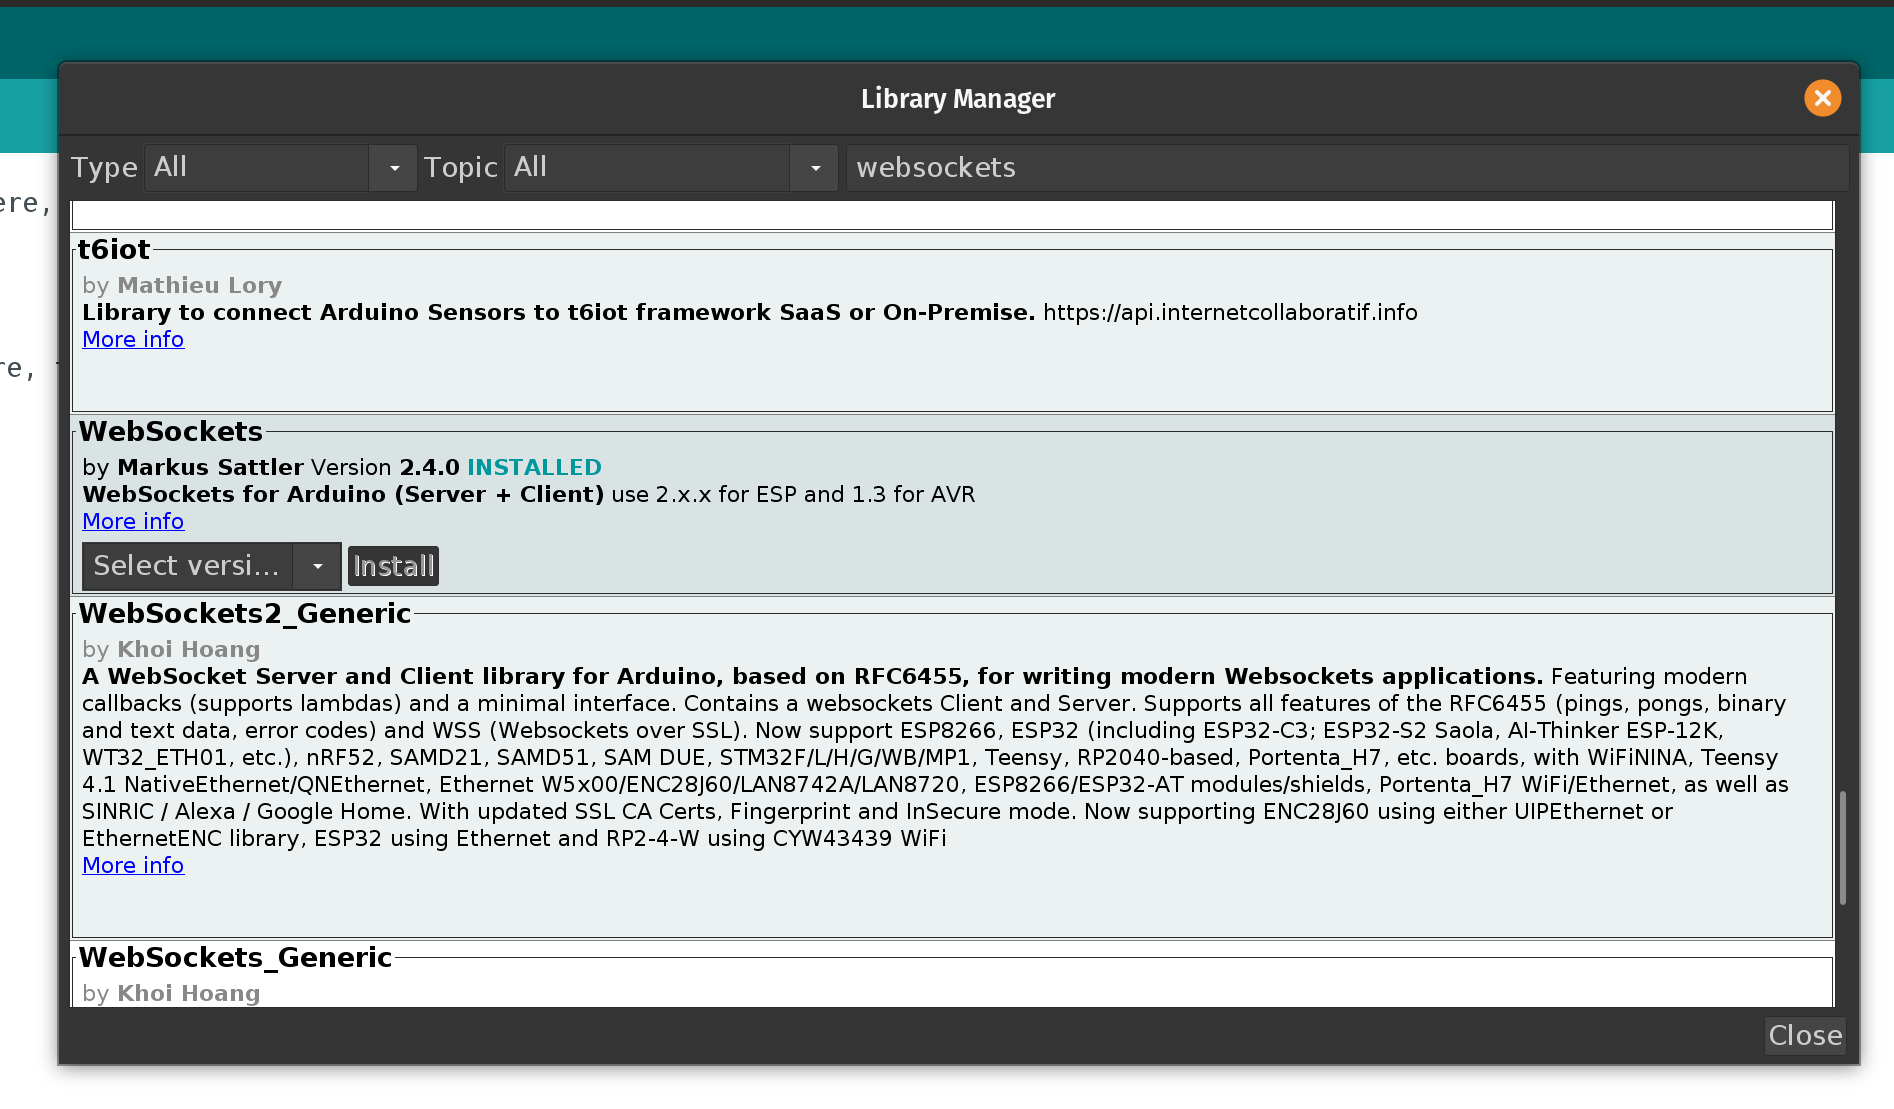 Library Manager
Type All Topic All websockets
ere,
t6iot
by Mathieu Lory
Library to connect Arduino Sensors to t6iot framework SaaS or On-Premise. https://api.internetcollaboratif.info
More info
re,
WebSockets
by Markus Sattler Version 2.4.0 INSTALLED
WebSockets for Arduino (Server + Client) use 2.x.x for ESP and 1.3 for AVR
More info
Select versi... Install
WebSockets2_Generic
by Khoi Hoang
A WebSocket Server and Client library for Arduino, based on RFC6455, for writing modern Websockets applications. Featuring modern
callbacks (supports lambdas) and a minimal interface. Contains a websockets Client and Server. Supports all features of the RFC6455 (pings, pongs, binary
and text data, error codes) and WSS (Websockets over SSL). Now support ESP8266, ESP32 (including ESP32-C3; ESP32-S2 Saola, AI-Thinker ESP-12K,
WT32_ETH01, etc.), nRF52, SAMD21, SAMD51, SAM DUE, STM32F/L/H/G/WB/MP1, Teensy, RP2040-based, Portenta_H7, etc. boards, with WiFiNINA, Teensy
4.1 NativeEthernet/QNEthernet, Ethernet W5x00/ENC28J60/LAN8742A/LAN8720, ESP8266/ESP32-AT modules/shields, Portenta_H7 WiFi/Ethernet, as well as
SINRIC / Alexa / Google Home. With updated SSL CA Certs, Fingerprint and InSecure mode. Now supporting ENC28J60 using either UIPEthernet or
EthernetENC library, ESP32 using Ethernet and RP2-4-W using CYW43439 WiFi
More info
WebSockets_Generic
by Khoi Hoang
Close